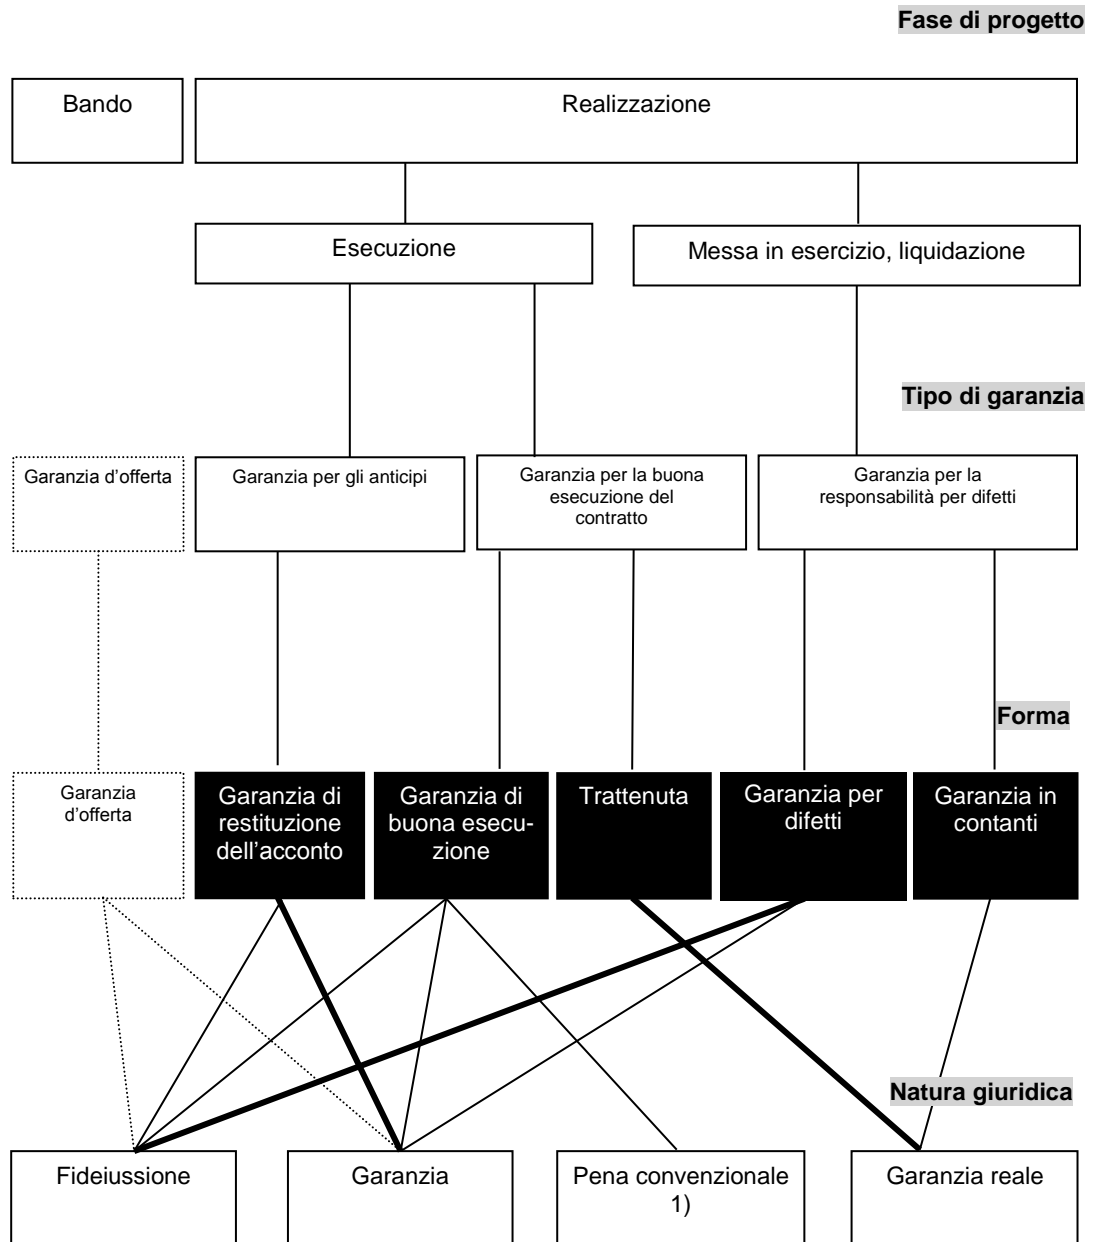 Fase di progetto
Bando
Realizzazione
Esecuzione
Messa in esercizio, liquidazione
Tipo di garanzia
Garanzia d'offerta
Garanzia per gli anticipi
Garanzia per la buona
esecuzione del
contratto
Garanzia per la
responsabilità per difetti
Forma
Garanzia
d'offerta
Garanzia di
restituzione
dell'acconto
Garanzia di
buona esecu-
zione
Trattenuta
Garanzia per
difetti
Garanzia in
contanti
Natura giuridica
Fideiussione
Garanzia
Pena convenzionale
1)
Garanzia reale